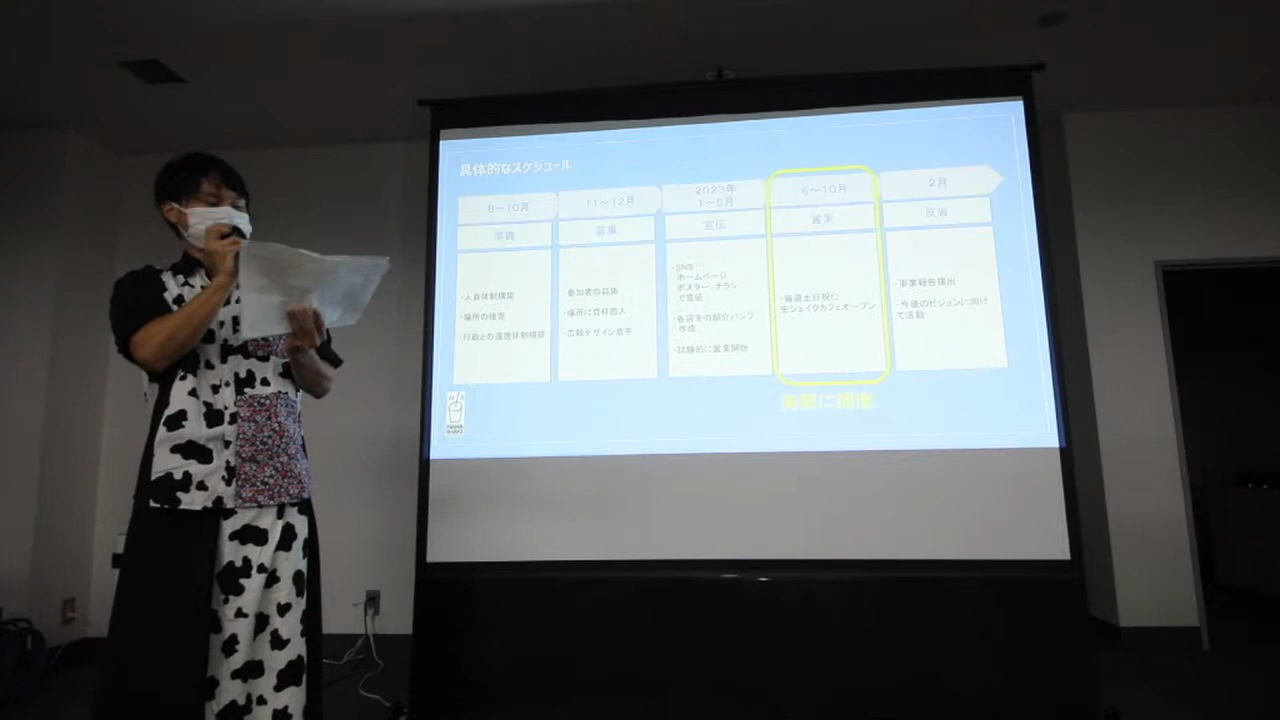 具体的なスケジュール
8～10月
11～12月
2023年
1～5月
6～10月
2月
準備
募集
宣伝
営業
反省
・人員体制構築
・場所の確定
・行政との連携体制構築
・参加者の募集
・場所に資材搬入
・広報デザイン着手
・SNS
ホームページ
ポスター、チラシ
で宣伝
・各店舗の紹介パンフ
作成
・試験的に営業開始
・毎週土日祝に
生シェイクカフェオープン
・事業報告提出
・今後のビジョンに向け
て活動